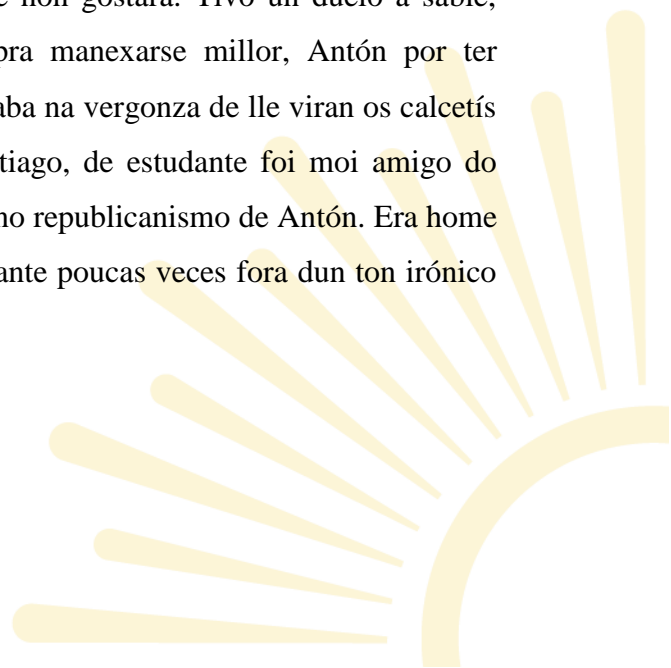 non gostara. Tivo un duelo a sable,
pra manexarse millor, Antón por ter
aba na vergonza de lle viran os calcetís
tiago, de estudante foi moi amigo do
no republicanismo de Antón. Era home
ante poucas veces fora dun ton irónico